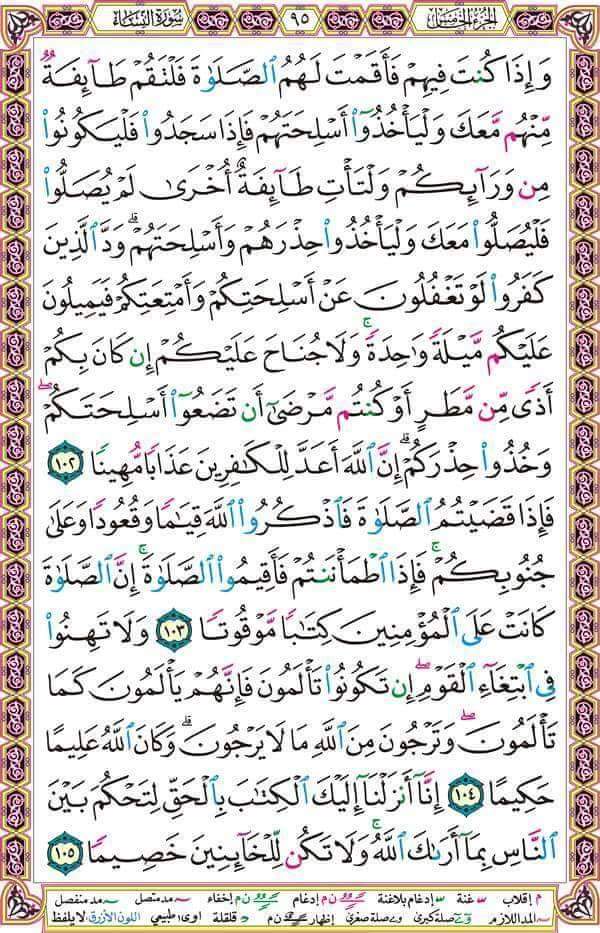 الجزء الخامس ٩٥ سورة النساء
وَإِذَا كُنتَ فِيهِمْ فَأَقَمْتَ لَهُمُ ٱلصَّلَوٰةَ فَلْتَقُمْ طَآئِفَةٌ
مِّنْهُم مَّعَكَ وَلْيَأْخُذُوٓا۟ أَسْلِحَتَهُمْ فَإِذَا سَجَدُوا۟ فَلْيَكُونُوا۟
مِن وَرَآئِكُمْ وَلْتَأْتِ طَآئِفَةٌ أُخْرَىٰ لَمْ يُصَلُّوا۟
فَلْيُصَلُّوا۟ مَعَكَ وَلْيَأْخُذُوا۟ حِذْرَهُمْ وَأَسْلِحَتَهُمْ ۗ وَدَّ ٱلَّذِينَ
كَفَرُوا۟ لَوْ تَغْفُلُونَ عَنْ أَسْلِحَتِكُمْ وَأَمْتِعَتِكُمْ فَيَمِيلُونَ
عَلَيْكُم مَّيْلَةً وَٰحِدَةً ۚ وَلَا جُنَاحَ عَلَيْكُمْ إِن كَانَ بِكُمْ
أَذًى مِّن مَّطَرٍ أَوْ كُنتُم مَّرْضَىٰٓ أَن تَضَعُوٓا۟ أَسْلِحَتَكُمْ ۖ
وَخُذُوا۟ حِذْرَكُمْ ۗ إِنَّ ٱللَّهَ أَعَدَّ لِلْكَٰفِرِينَ عَذَابًا مُّهِينًا ١٠٢
فَإِذَا قَضَيْتُمُ ٱلصَّلَوٰةَ فَٱذْكُرُوا۟ ٱللَّهَ قِيَٰمًا وَقُعُودًا وَعَلَىٰ
جُنُوبِكُمْ ۚ فَإِذَا ٱطْمَأْنَنتُمْ فَأَقِيمُوا۟ ٱلصَّلَوٰةَ ۚ إِنَّ ٱلصَّلَوٰةَ
كَانَتْ عَلَى ٱلْمُؤْمِنِينَ كِتَٰبًا مَّوْقُوتًا ١٠٣ وَلَا تَهِنُوا۟
فِى ٱبْتِغَآءِ ٱلْقَوْمِ ۖ إِن تَكُونُوا۟ تَأْلَمُونَ فَإِنَّهُمْ يَأْلَمُونَ كَمَا
تَأْلَمُونَ ۖ وَتَرْجُونَ مِنَ ٱللَّهِ مَا لَا يَرْجُونَ ۗ وَكَانَ ٱللَّهُ عَلِيمًا
حَكِيمًا ١٠٤ إِنَّآ أَنزَلْنَآ إِلَيْكَ ٱلْكِتَٰبَ بِٱلْحَقِّ لِتَحْكُمَ بَيْنَ
ٱلنَّاسِ بِمَآ أَرَىٰكَ ٱللَّهُ ۚ وَلَا تَكُن لِّلْخَآئِنِينَ خَصِيمًا ١٠٥
م إقلاب غنة إدغام بلاغنة ن م إدغام ن م إخفاء مد متصل مد منفصل
المد اللازم صلة كبرى صلة صغرى إظهار ن م قلقلة طبيعي اللون الأزرق: لا يلفظ